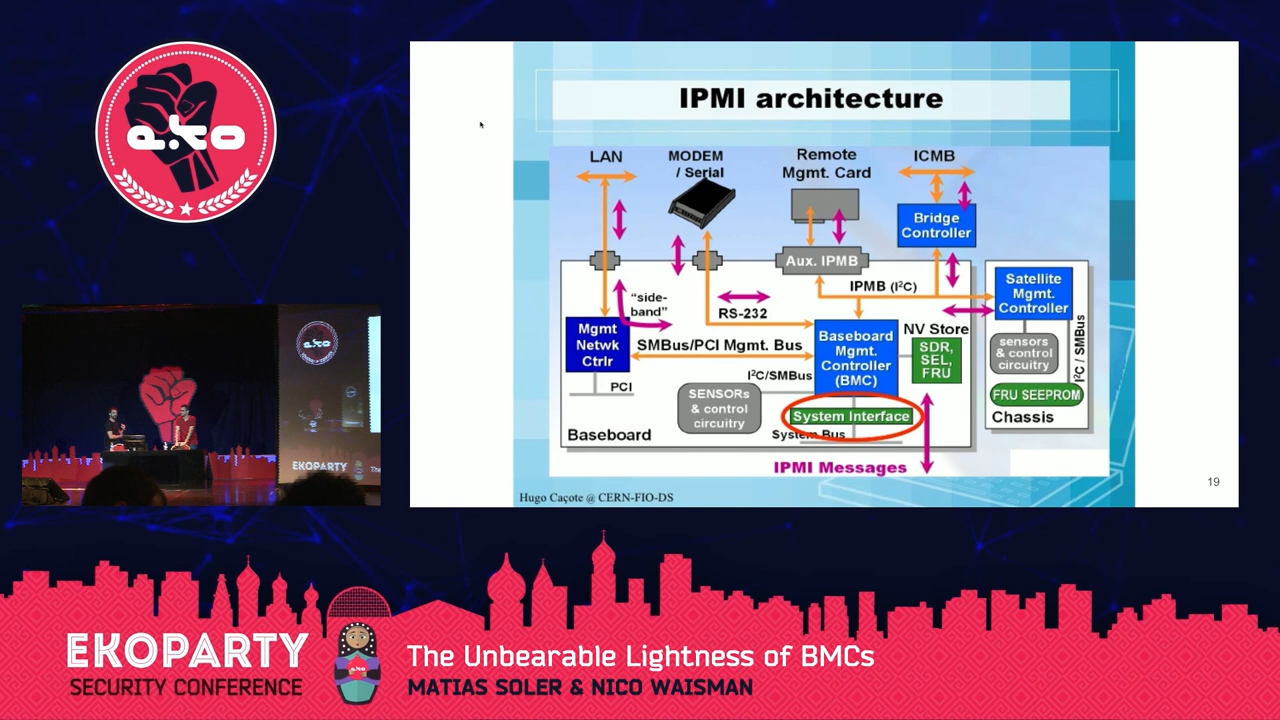 eko
IPMI architecture
LAN
MODEM
/ Serial
Remote
Mgmt. Card
ICMB
Bridge
Controller
Aux. IPMB
IPMB (I²C)
Satellite
Mgmt.
Controller
"side-
band"
RS-232
Mgmt
Netwk
Ctrlr
SMBus/PCI Mgmt. Bus
Baseboard
Mgmt.
Controller
(BMC)
NV Store
SDR,
SEL,
FRU
sensors
& control
circuitry
I²C / SMBus
PCI
I²C/SMBus
SENSORs
& control
circuitry
FRU SEEPROM
System Interface
Chassis
Baseboard
System Bus
IPMI Messages
Hugo Caçote @ CERN-FIO-DS
19
eko
EKOPARTY
The
EKOPARTY
SECURITY CONFERENCE
The Unbearable Lightness of BMCs
MATIAS SOLER & NICO WAISMAN